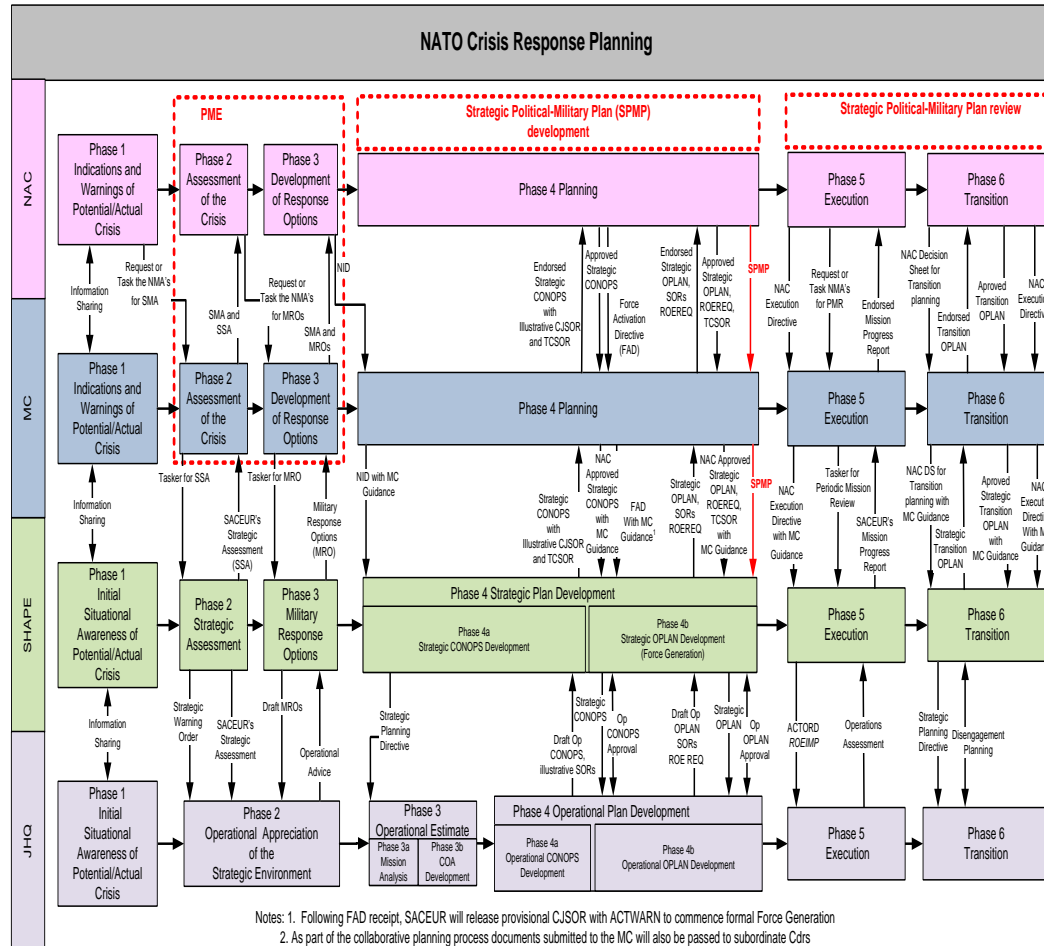 NATO Crisis Response Planning
PME
Strategic Political-Military Plan (SPMP)
development
Strategic Political-Military Plan review
NAC
Phase 1
Indications and
Warnings of
Potential/Actual
Crisis
Phase 2
Assessment
of the
Crisis
Phase 3
Development
of Response
Options
Phase 4 Planning
Phase 5
Execution
Phase 6
Transition
Information
Sharing
Request or
Task the NMA's
for SMA
SMA and
SSA
Request or
Task the NMA's
for MROs
SMA and
MROs
NID
Endorsed
Strategic
CONOPS
with
Illustrative CJSOR
and TCSOR
Approved
Strategic
CONOPS
Force
Activation
Directive
(FAD)
Endorsed
Strategic
OPLAN,
SORs
ROEREQ
Approved
Strategic
OPLAN,
ROEREQ,
TCSOR
SPMP
NAC
Execution
Directive
Request or
Task NMA's
for PMR
Endorsed
Mission
Progress
Report
NAC Decision
Sheet for
Transition
planning
Endorsed
Transition
OPLAN
Aproved
Transition
OPLAN
NAC
Execution
Directive
MC
Phase 1
Indications and
Warnings of
Potential/Actual
Crisis
Phase 2
Assessment
of the
Crisis
Phase 3
Development
of Response
Options
Phase 4 Planning
Phase 5
Execution
Phase 6
Transition
Information
Sharing
Tasker for SSA
SACEUR's
Strategic
Assessment
(SSA)
Tasker for MRO
Military
Response
Options
(MRO)
NID with MC
Guidance
Strategic
CONOPS
with
Illustrative CJSOR
and TCSOR
NAC
Approved
Strategic
CONOPS
with MC
Guidance
FAD
With MC
Guidance1
Strategic
OPLAN,
SORs
ROEREQ
NAC Approved
Strategic
OPLAN,
ROEREQ,
TCSOR
with
MC Guidance
SPMP
NAC
Execution
Directive with MC
Guidance
Tasker for
Periodic Mission
Review
SACEUR's
Mission
Progress
Report
NAC DS for
Transition
planning with
MC Guidance
Strategic
Transition
OPLAN
Aproved
Strategic
Transition
OPLAN
with
MC Guidance
NAC
Execution
With
SHAPE
Phase 1
Initial
Situational
Awareness of
Potential/Actual
Crisis
Phase 2
Strategic
Assessment
Phase 3
Military
Response
Options
Phase 4 Strategic Plan Development
Phase 4a
Strategic CONOPS Development
Phase 4b
Strategic OPLAN Development
(Force Generation)
Phase 5
Execution
Phase 6
Transition
Information
Sharing
Strategic
Warning
Order
SACEUR's
Strategic
Assessment
Draft MROs
Operational
Advice
Strategic
Planning
Directive
Draft Op
CONOPS,
illustrative SORs
Strategic
CONOPS
Op
CONOPS
Approval
Draft Op
OPLAN
SORs
ROE REQ
Strategic
OPLAN
Op
OPLAN
Approval
ACTORD
ROEIMP
Operations
Assessment
Strategic
Planning
Directive
Disengagement
Planning
JHQ
Phase 1
Initial
Situational
Awareness of
Potential/Actual
Crisis
Phase 2
Operational Appreciation
of the
Strategic Environment
Phase 3
Operational Estimate
Phase 3a
Mission
Analysis
Phase 3b
COA
Development
Phase 4 Operational Plan Development
Phase 4a
Operational CONOPS
Development
Phase 4b
Operational OPLAN Development
Phase 5
Execution
Phase 6
Transition
Notes: 1. Following FAD receipt, SACEUR will release provisional CJSOR with ACTWARN to commence formal Force Generation
2. As part of the collaborative planning process documents submitted to the MC will also be passed to subordinate Cdrs